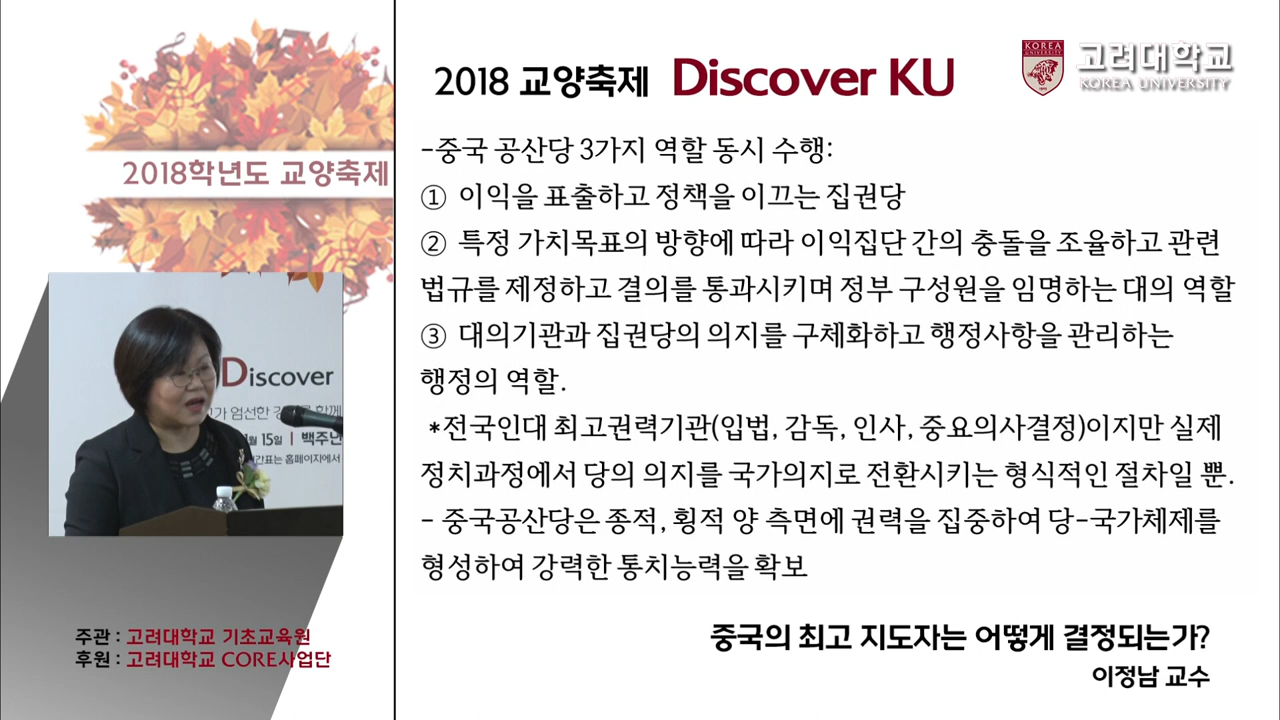 2018학년도 교양축제
Discover
엄선한
15일 | 백주년
홈페이지에서
주관 : 고려대학교 기초교육원
후원 : 고려대학교 CORE사업단
2018 교양축제 Discover KU
KOREA
UNIVERSITY
고려대학교
KOREA UNIVERSITY
-중국 공산당 3가지 역할 동시 수행:
① 이익을 표출하고 정책을 이끄는 집권당
② 특정 가치목표의 방향에 따라 이익집단 간의 충돌을 조율하고 관련
법규를 제정하고 결의를 통과시키며 정부 구성원을 임명하는 대의 역할
③ 대의기관과 집권당의 의지를 구체화하고 행정사항을 관리하는
행정의 역할.
*전국인대 최고권력기관(입법, 감독, 인사, 중요의사결정)이지만 실제
정치과정에서 당의 의지를 국가의지로 전환시키는 형식적인 절차일 뿐.
- 중국공산당은 종적, 횡적 양 측면에 권력을 집중하여 당-국가체제를
형성하여 강력한 통치능력을 확보
중국의 최고 지도자는 어떻게 결정되는가?
이정남 교수